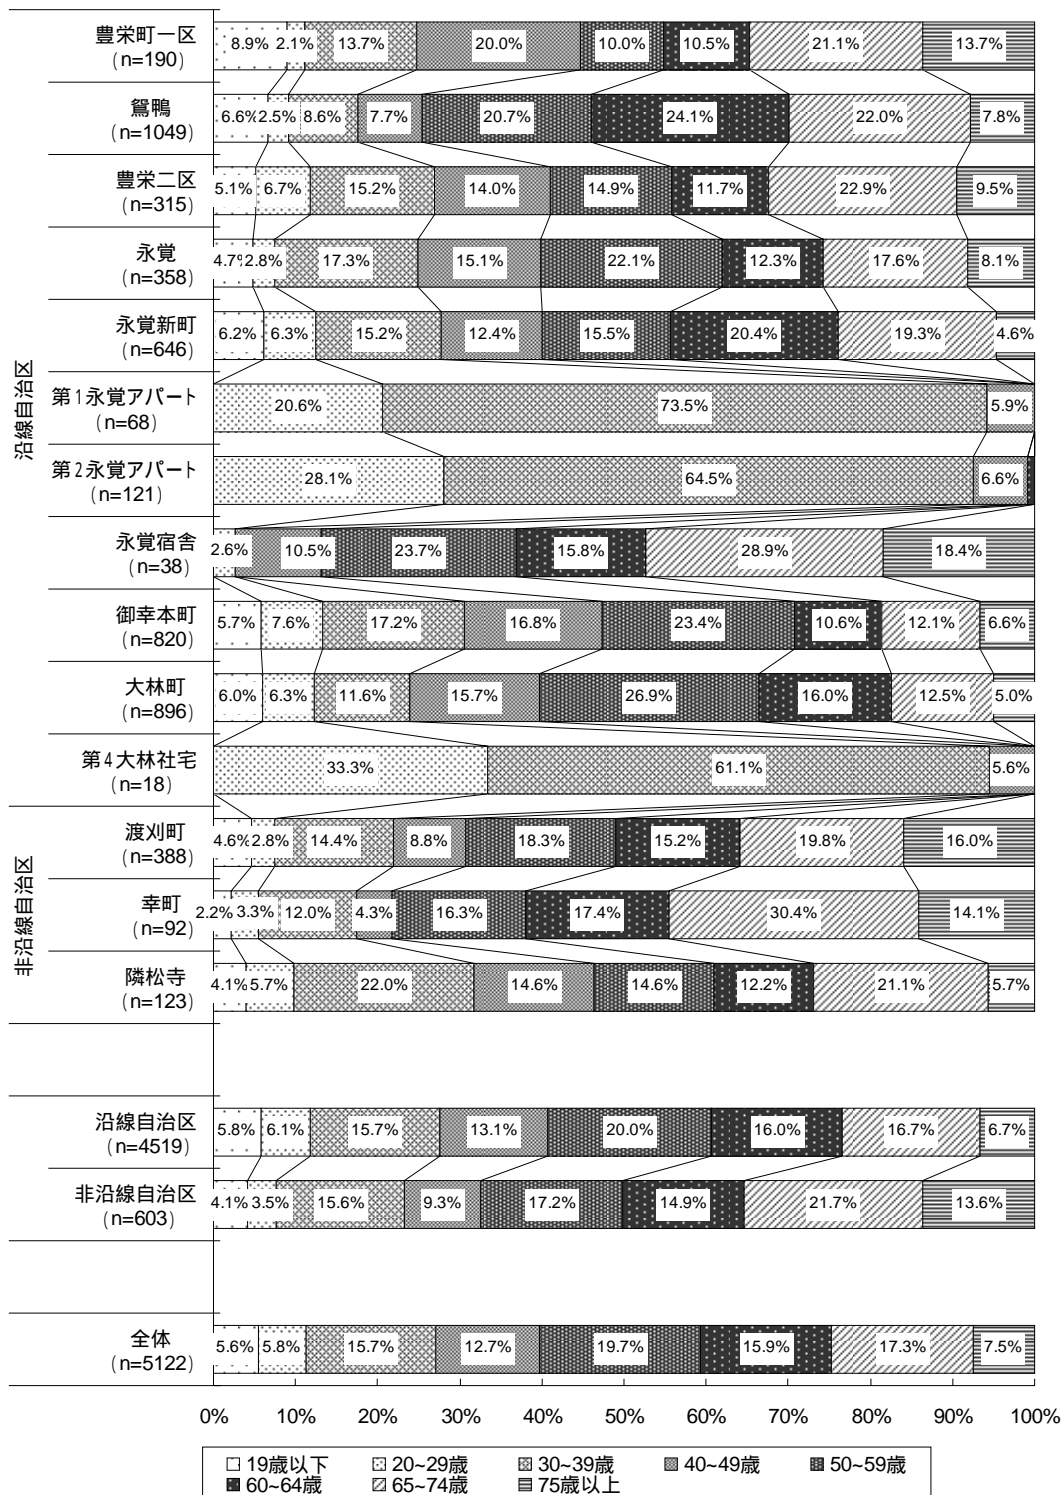 豊栄町一区
(n=190)
8.9% 2.1% 13.7% 20.0% 10.0% 10.5% 21.1% 13.7%
鴛鴨
(n=1049)
6.6% 2.5% 8.6% 7.7% 20.7% 24.1% 22.0% 7.8%
豊栄二区
(n=315)
5.1% 6.7% 15.2% 14.0% 14.9% 11.7% 22.9% 9.5%
永覚
(n=358)
4.7% 2.8% 17.3% 15.1% 22.1% 12.3% 17.6% 8.1%
永覚新町
(n=646)
6.2% 6.3% 15.2% 12.4% 15.5% 20.4% 19.3% 4.6%
沿線自治区
第1永覚アパート
(n=68)
20.6% 73.5% 5.9%
第2永覚アパート
(n=121)
28.1% 64.5% 6.6%
永覚宿舎
(n=38)
2.6% 10.5% 23.7% 15.8% 28.9% 18.4%
御幸本町
(n=820)
5.7% 7.6% 17.2% 16.8% 23.4% 10.6% 12.1% 6.6%
大林町
(n=896)
6.0% 6.3% 11.6% 15.7% 26.9% 16.0% 12.5% 5.0%
第4大林社宅
(n=18)
33.3% 61.1% 5.6%
渡刈町
(n=388)
4.6% 2.8% 14.4% 8.8% 18.3% 15.2% 19.8% 16.0%
非沿線自治区
幸町
(n=92)
2.2% 3.3% 12.0% 4.3% 16.3% 17.4% 30.4% 14.1%
隣松寺
(n=123)
4.1% 5.7% 22.0% 14.6% 14.6% 12.2% 21.1% 5.7%
沿線自治区
(n=4519)
5.8% 6.1% 15.7% 13.1% 20.0% 16.0% 16.7% 6.7%
非沿線自治区
(n=603)
4.1% 3.5% 15.6% 9.3% 17.2% 14.9% 21.7% 13.6%
全体
(n=5122)
5.6% 5.8% 15.7% 12.7% 19.7% 15.9% 17.3% 7.5%
0% 10% 20% 30% 40% 50% 60% 70% 80% 90% 100%
19歳以下 20~29歳 30~39歳 40~49歳 50~59歳
60~64歳 65~74歳 75歳以上